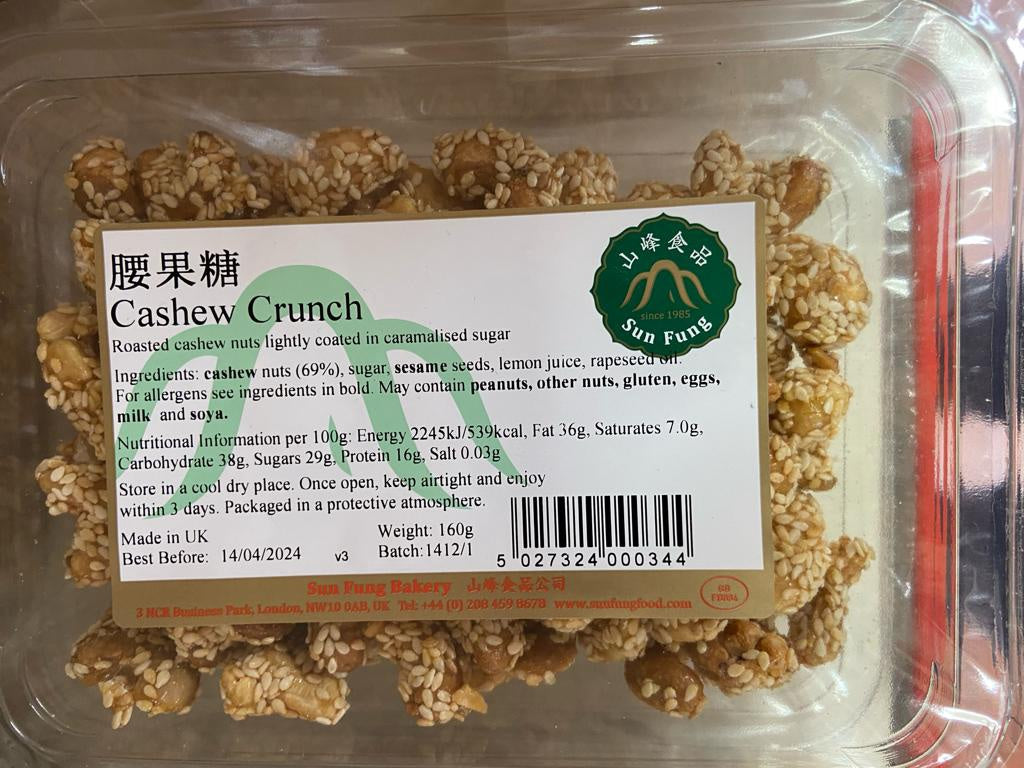 腰果糖
Cashew Crunch
Roasted cashew nuts lightly coated in caramalised sugar
Ingredients: cashew nuts (69%), sugar, sesame seeds, lemon juice, rapeseed oil.
For allergens see ingredients in bold. May contain peanuts, other nuts, gluten, eggs,
milk and soya.
Nutritional Information per 100g: Energy 2245kJ/539kcal, Fat 36g, Saturates 7.0g,
Carbohydrate 38g, Sugars 29g, Protein 16g, Salt 0.03g
Store in a cool dry place. Once open, keep airtight and enjoy
within 3 days. Packaged in a protective atmosphere.
Made in UK
Best Before: 14/04/2024 v3
Weight: 160g
Batch:1412/1
5 027324 000344
山峰食品
since 1985
Sun Fung
Sun Fung Bakery 山峰食品公司
3 NCR Business Park, London, NW10 0AB, UK Tel: +44 (0) 208 459 8678 www.sunfungfood.com
GB